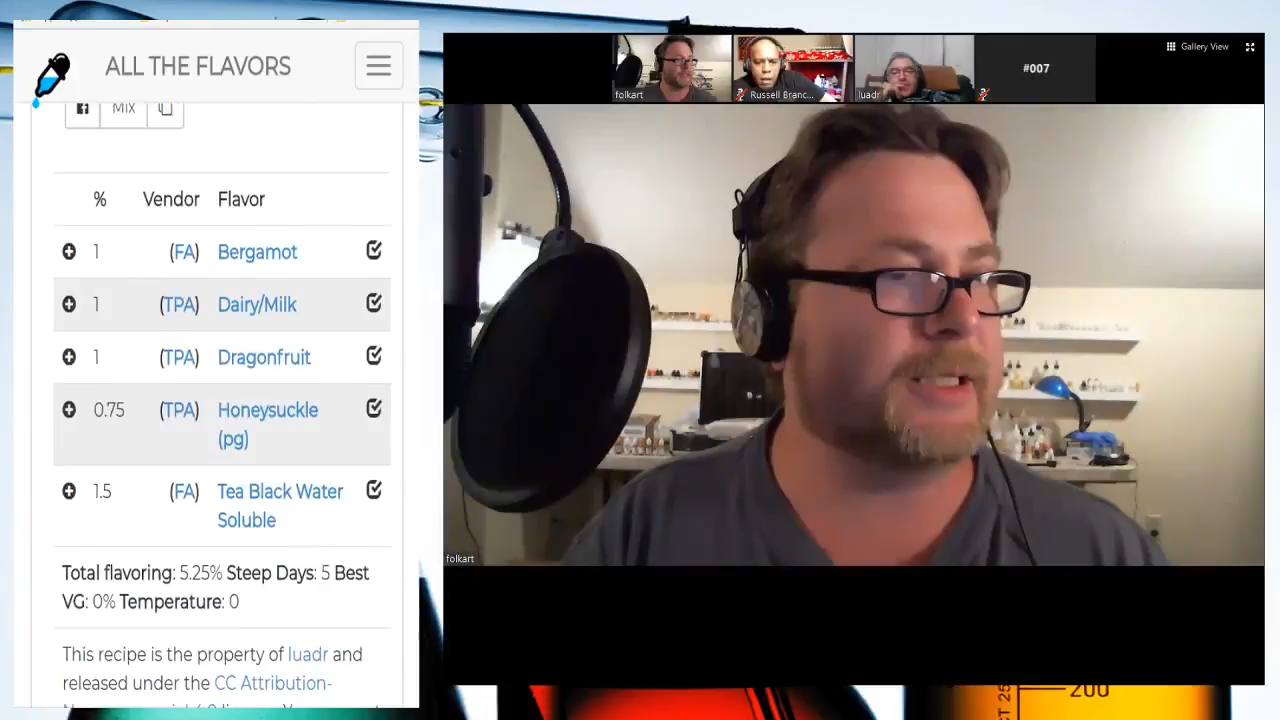 ALL THE FLAVORS
MIX
% Vendor Flavor
1 (FA) Bergamot
1 (TPA) Dairy/Milk
1 (TPA) Dragonfruit
0.75 (TPA) Honeysuckle
(pg)
1.5 (FA) Tea Black Water
Soluble
Total flavoring: 5.25% Steep Days: 5 Best
VG: 0% Temperature: 0
This recipe is the property of luadr and
released under the CC Attribution-
folkart
Russell Branc...
luadr
#007
Gallery View
folkart
200